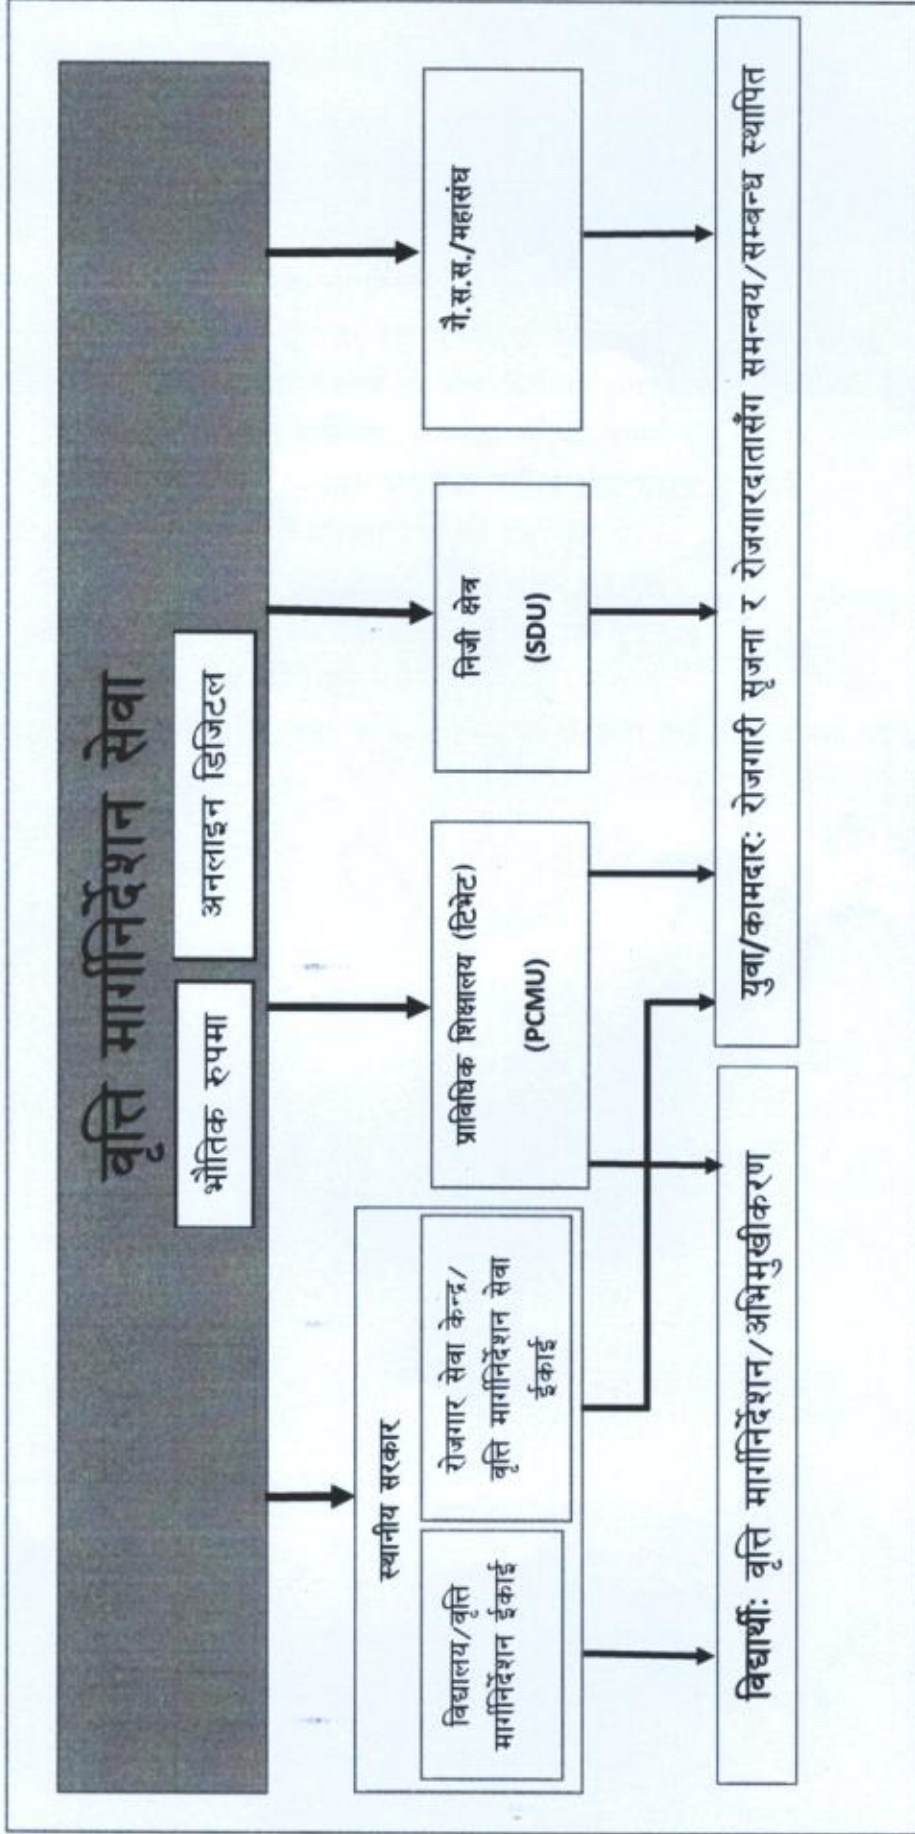 वृत्ति मार्गनिर्देशन सेवा
भौतिक रुपमा
अनलाइन डिजिटल
स्थानीय सरकार
विद्यालय/वृत्ति
मार्गनिर्देशन ईकाई
रोजगार सेवा केन्द्र/
वृत्ति मार्गनिर्देशन सेवा
ईकाई
प्राविधिक शिक्षालय (टिभेट)
(PCMU)
निजी क्षेत्र
(SDU)
गै.स.स./महासंघ
विद्यार्थी: वृत्ति मार्गनिर्देशन/अभिमुखीकरण
युवा/कामदार: रोजगारी सृजना र रोजगारदातासंग समन्वय/सम्बन्ध स्थापित